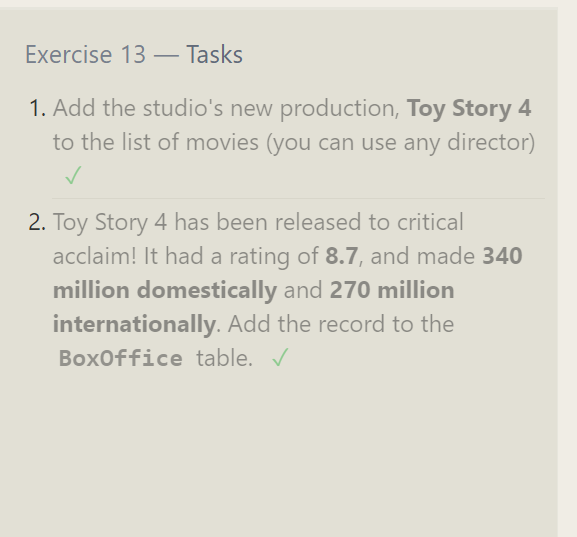 Exercise 13 — Tasks
1. Add the studio's new production, Toy Story 4
to the list of movies (you can use any director)
✓
2. Toy Story 4 has been released to critical
acclaim! It had a rating of 8.7, and made 340
million domestically and 270 million
internationally. Add the record to the
BoxOffice table. ✓